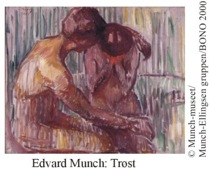 Edvard Munch: Trost
© Munch-museet/
Munch-Ellingsen gruppen/BONO 2000